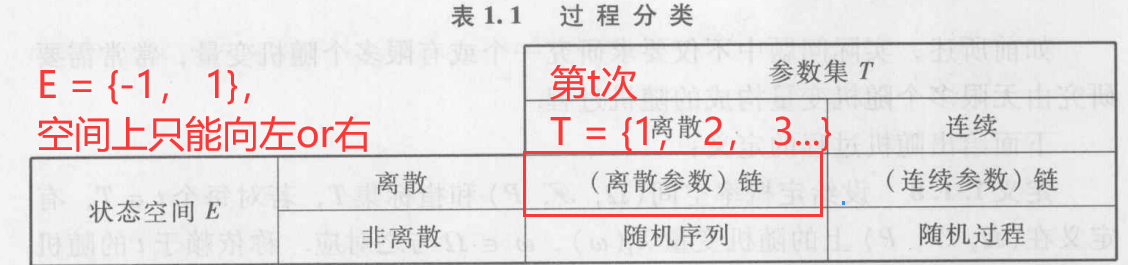 表 1.1 过程分类
E = {-1， 1}，
空间上只能向左or右
第t次
T = {1， 2， 3...}
参数集 T
离散
连续
状态空间 E
离散
(离散参数)链
(连续参数)链
非离散
随机序列
随机过程